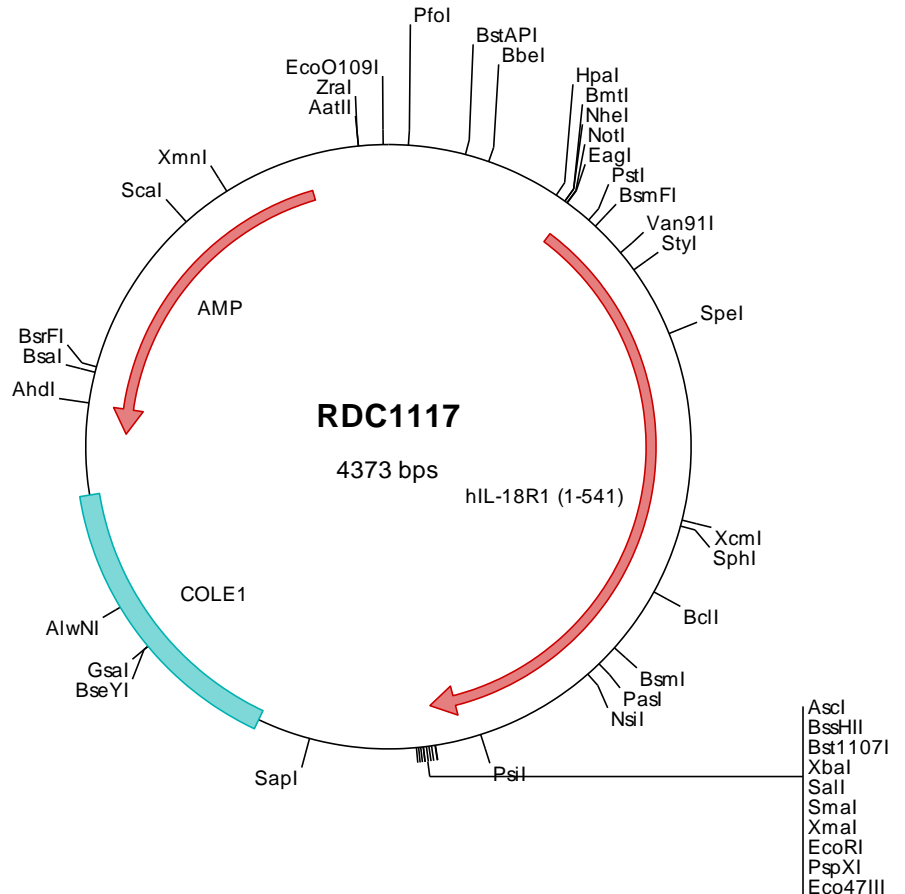 PfoI
BstAPI
BbeI
EcoO109I
ZraI
AatII
HpaI
BmtI
NheI
NotI
EagI
PstI
BsmFI
Van91I
StyI
XmnI
ScaI
SpeI
AMP
BsrFI
BsaI
AhdI
RDC1117
4373 bps
hIL-18R1 (1-541)
XcmI
SphI
COLE1
BclI
AlwNI
GsaI
BseYI
BsmI
PasI
NsiI
SapI
PsiI
AscI
BssHII
Bst1107I
XbaI
SalI
SmaI
XmaI
EcoRI
PspXI
Eco47III